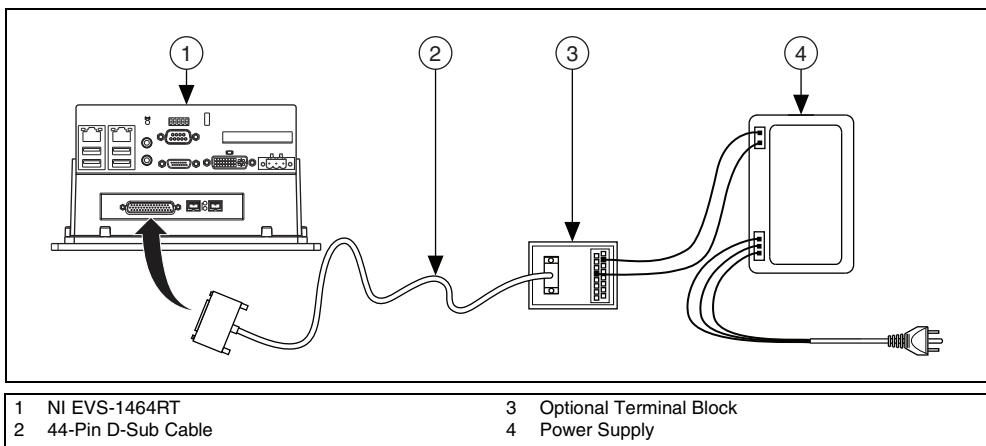 1 2 3 4
1 NI EVS-1464RT
2 44-Pin D-Sub Cable
3 Optional Terminal Block
4 Power Supply